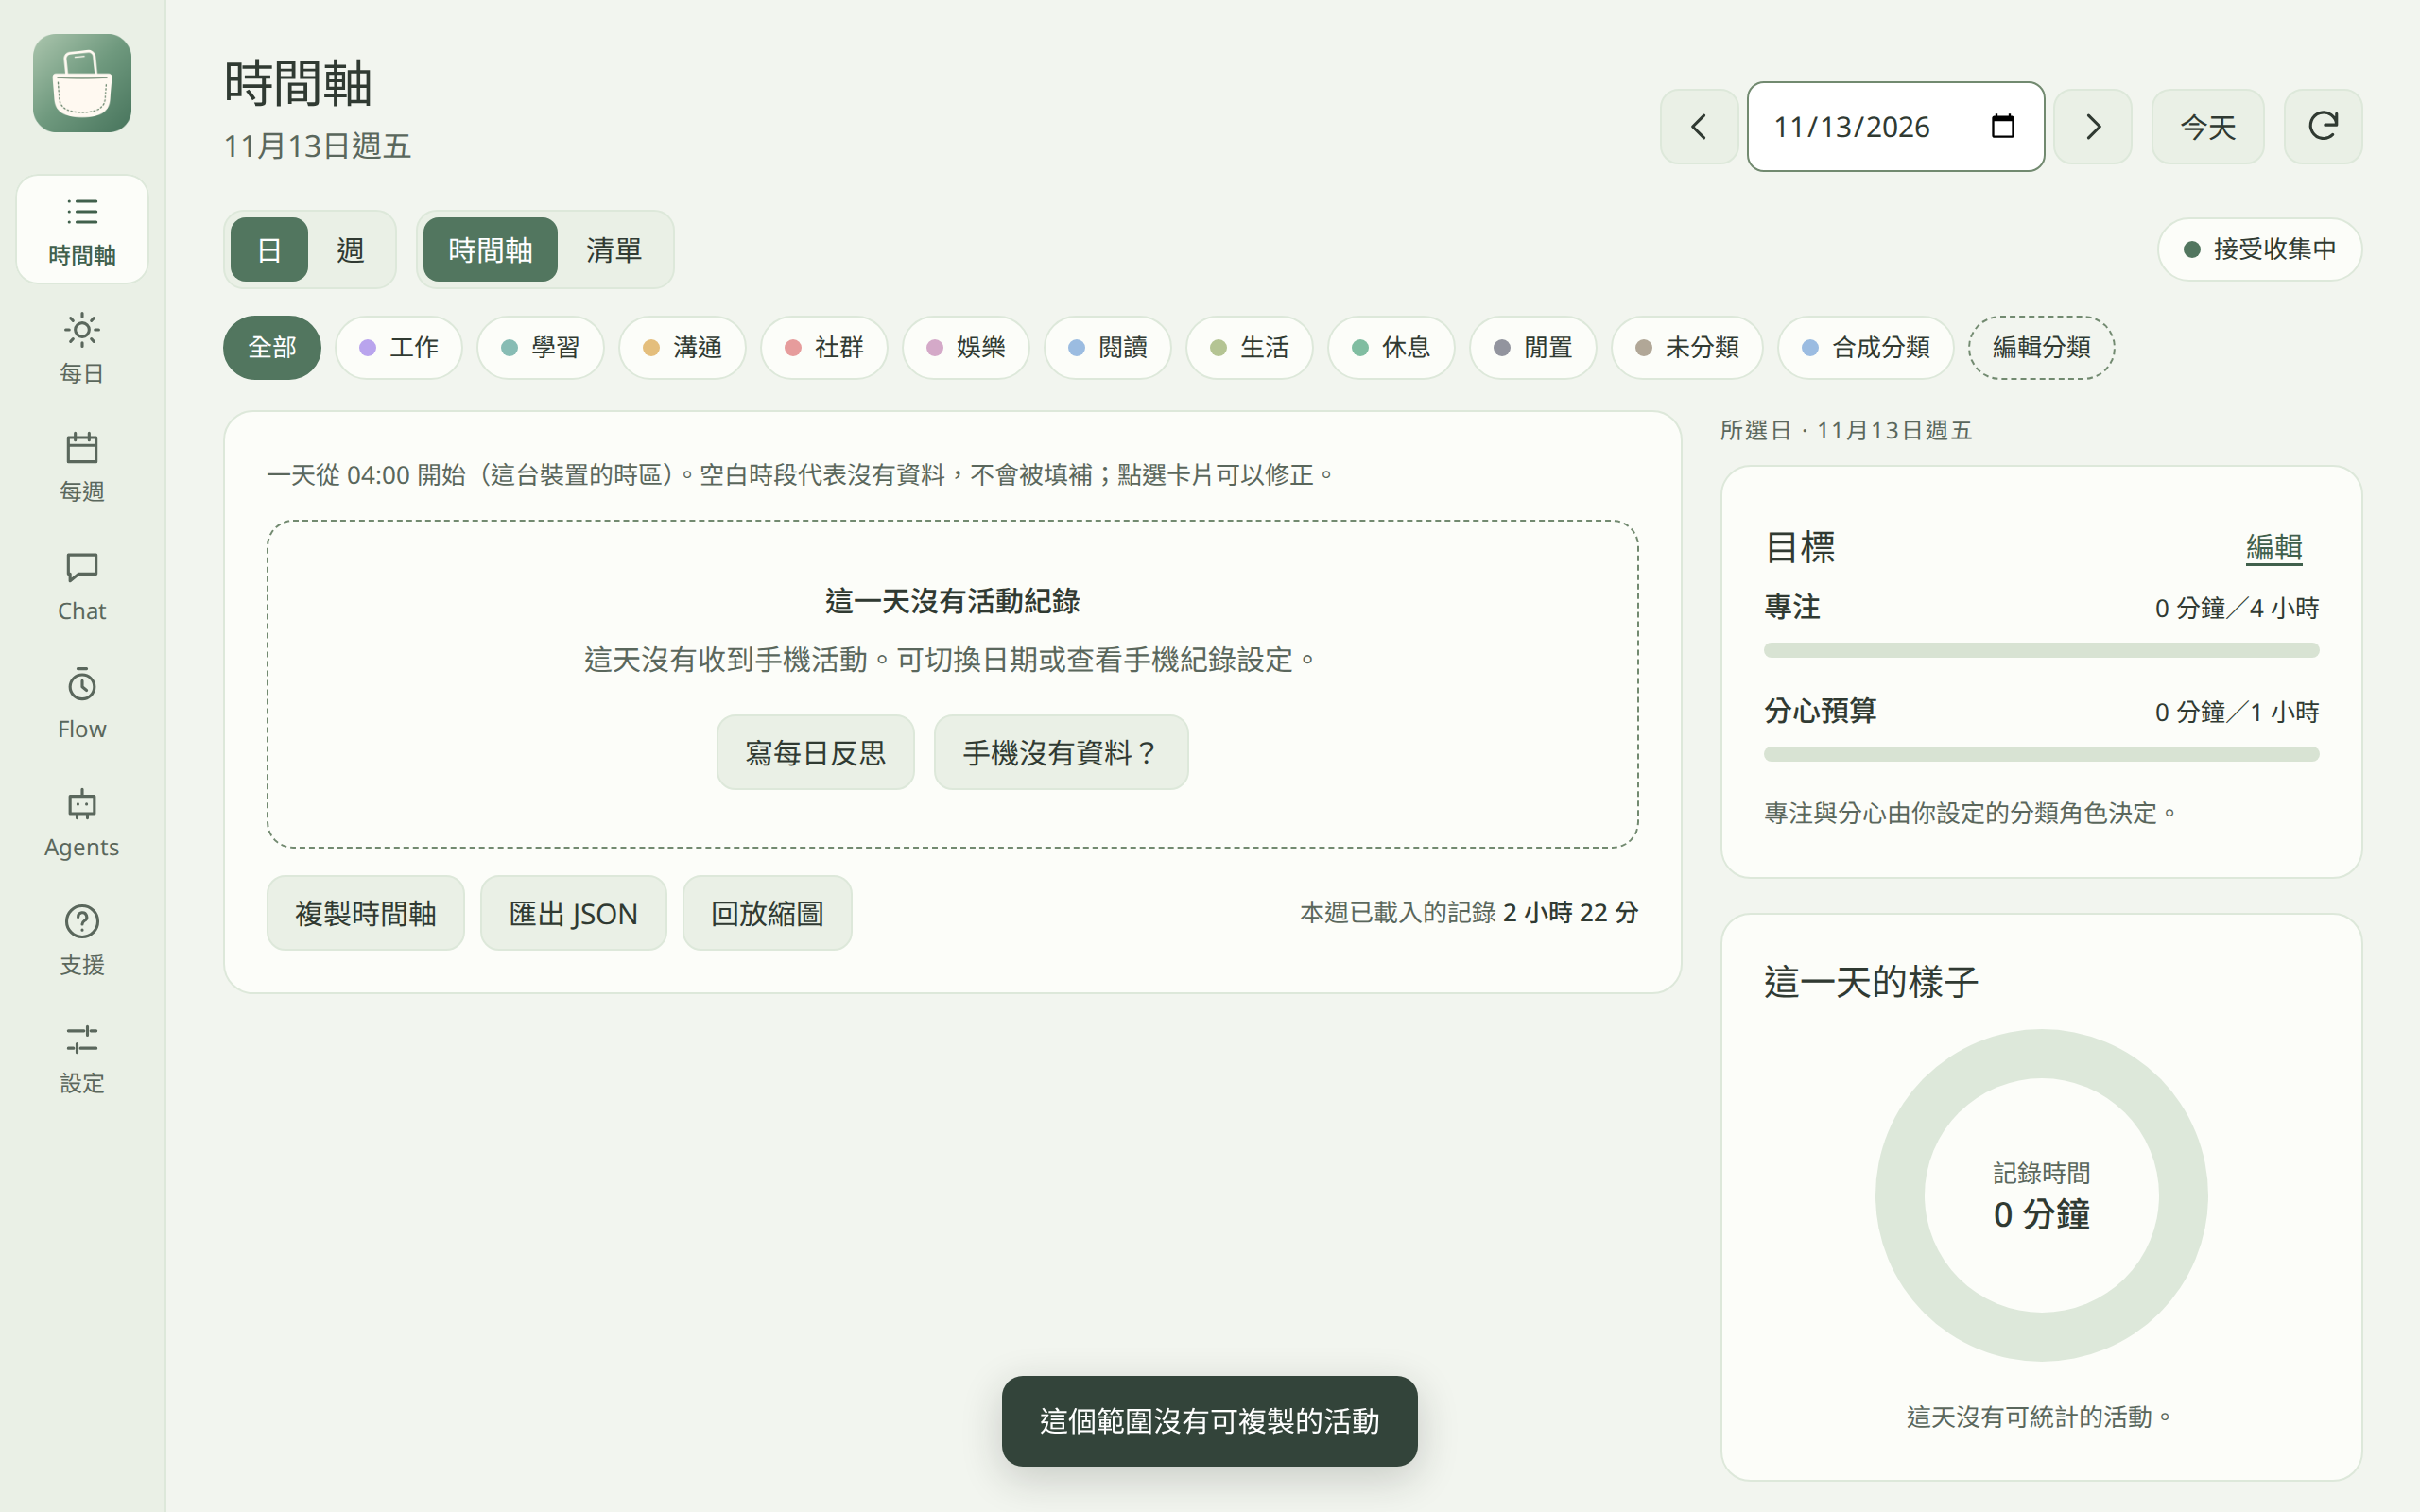 時間軸
每日
每週
Chat
Flow
Agents
支援
設定
時間軸
11月13日週五
11/13/2026
今天
日
週
時間軸
清單
接受收集中
全部
工作
學習
溝通
社群
娛樂
閱讀
生活
休息
閒置
未分類
合成分類
編輯分類
一天從 04:00 開始（這台裝置的時區）。空白時段代表沒有資料，不會被填補；點選卡片可以修正。
這一天沒有活動紀錄
這天沒有收到手機活動。可切換日期或查看手機紀錄設定。
寫每日反思
手機沒有資料？
複製時間軸
匯出 JSON
回放縮圖
本週已載入的記錄 2 小時 22 分
所選日 · 11月13日週五
目標
編輯
專注
0 分鐘／4 小時
分心預算
0 分鐘／1 小時
專注與分心由你設定的分類角色決定。
這一天的樣子
記錄時間
0 分鐘
這天沒有可統計的活動。
這個範圍沒有可複製的活動